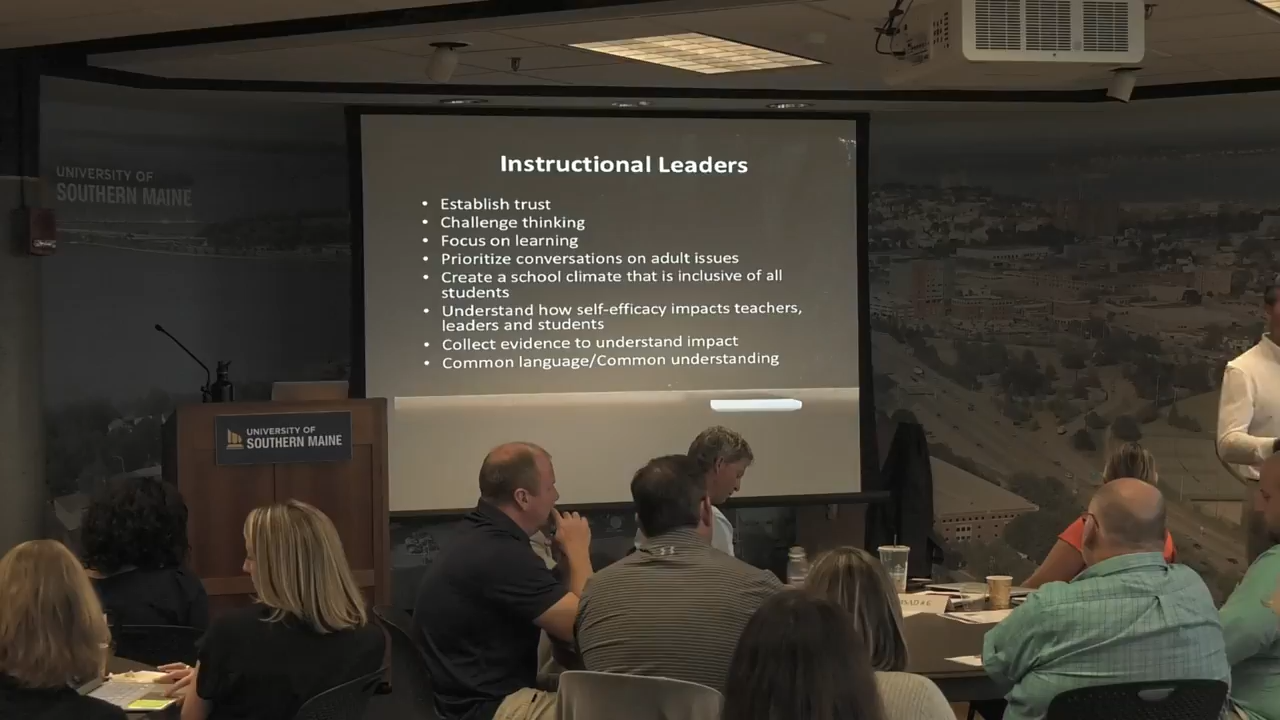 UNIVERSITY OF
SOUTHERN MAINE
Instructional Leaders
• Establish trust
• Challenge thinking
• Focus on learning
• Prioritize conversations on adult issues
• Create a school climate that is inclusive of all
students
• Understand how self-efficacy impacts teachers,
leaders and students
• Collect evidence to understand impact
• Common language/Common understanding
UNIVERSITY OF
SOUTHERN MAINE